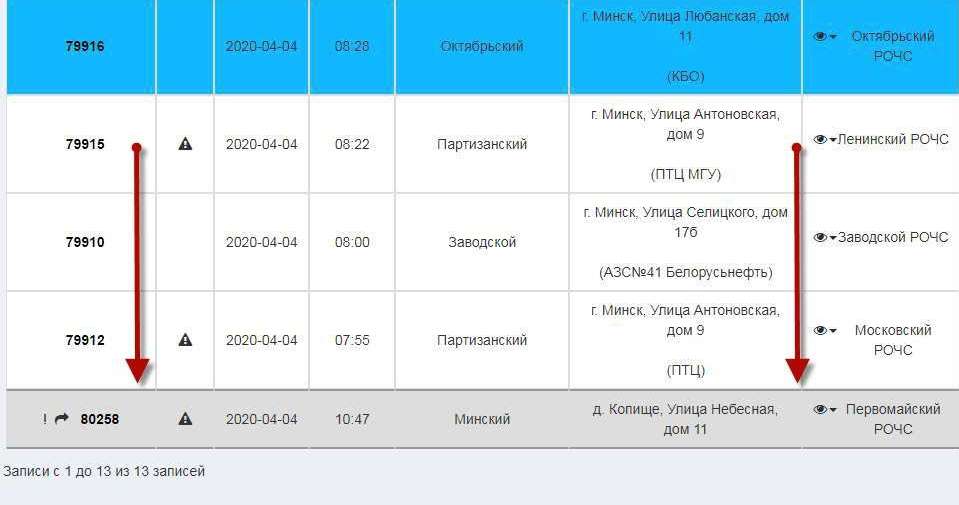 г. Минск, Улица Любанская, дом
11
79916 2020-04-04 08:28 Октябрьский Октябрьский
РОЧС
(КБО)
г. Минск, Улица Антоновская,
дом 9
79915 2020-04-04 08:22 Партизанский Ленинский РОЧС
(ПТЦ МГУ)
г. Минск, Улица Селицкого, дом
17б
79910 2020-04-04 08:00 Заводской Заводской РОЧС
(АЗС№41 Белорусьнефть)
г. Минск, Улица Антоновская,
дом 9
79912 2020-04-04 07:55 Партизанский Московский
РОЧС
(ПТЦ)
! 80258 2020-04-04 10:47 Минский д. Копище, Улица Небесная,
дом 11
Первомайский
РОЧС
Записи с 1 до 13 из 13 записей